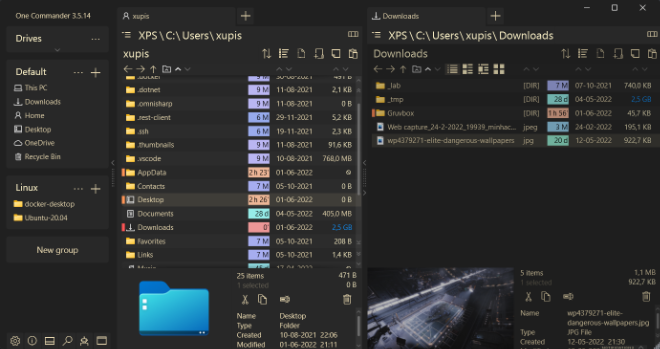 One Commander 3.5.14
Drives
Default
This PC
Downloads
Home
Desktop
OneDrive
Recycle Bin
Linux
docker-desktop
Ubuntu-20.04
New group
xupis
XPS \ C: \ Users \ xupis
xupis
.docker 9 M 30-08-2021 491 B
.dotnet 9 M 11-08-2021 2,1 KB
.omnisharp 9 M 11-08-2021 0 B
.rest-client 6 M 29-11-2021 5,2 KB
.ssh 6 M 19-11-2021 2,3 KB
.thumbnails 9 M 11-08-2021 91,6 KB
.vscode 9 M 10-08-2021 768,0 MB
AppData 2 h 23' 01-06-2022
Contacts 7 M 05-10-2021 0 B
Desktop 2 h 26' 01-06-2022 0 B
Documents 28 d 04-05-2022 405,0 MB
Downloads 0' 01-06-2022 2,5 GB
Favorites 7 M 05-10-2021 208 B
Links 7 M 05-10-2021 1,4 KB
Music
25 items 471 B
1 selected 0 B
Name Desktop
Type Folder
Created 10-08-2021 22:06
Modified 01-06-2022 21:11
Downloads
XPS \ C: \ Users \ xupis \ Downloads
Downloads
_lab [DIR] 7 M 07-10-2021 740,0 KB
_tmp [DIR] 28 d 04-05-2022 2,5 GB
Gruvbox [DIR] 1 h 56' 01-06-2022 45,7 KB
Web capture_24-2-2022_19939_minhac... jpeg 3 M 24-02-2022 195,1 KB
wp4379271-elite-dangerous-wallpapers jpg 20 d 12-05-2022 922,7 KB
5 items 1,1 MB
1 selected 922,7 KB
Name wp4379271-elite-
dangerous-wallpapers.jpg
Type JPG File
Created 12-05-2022 21:30